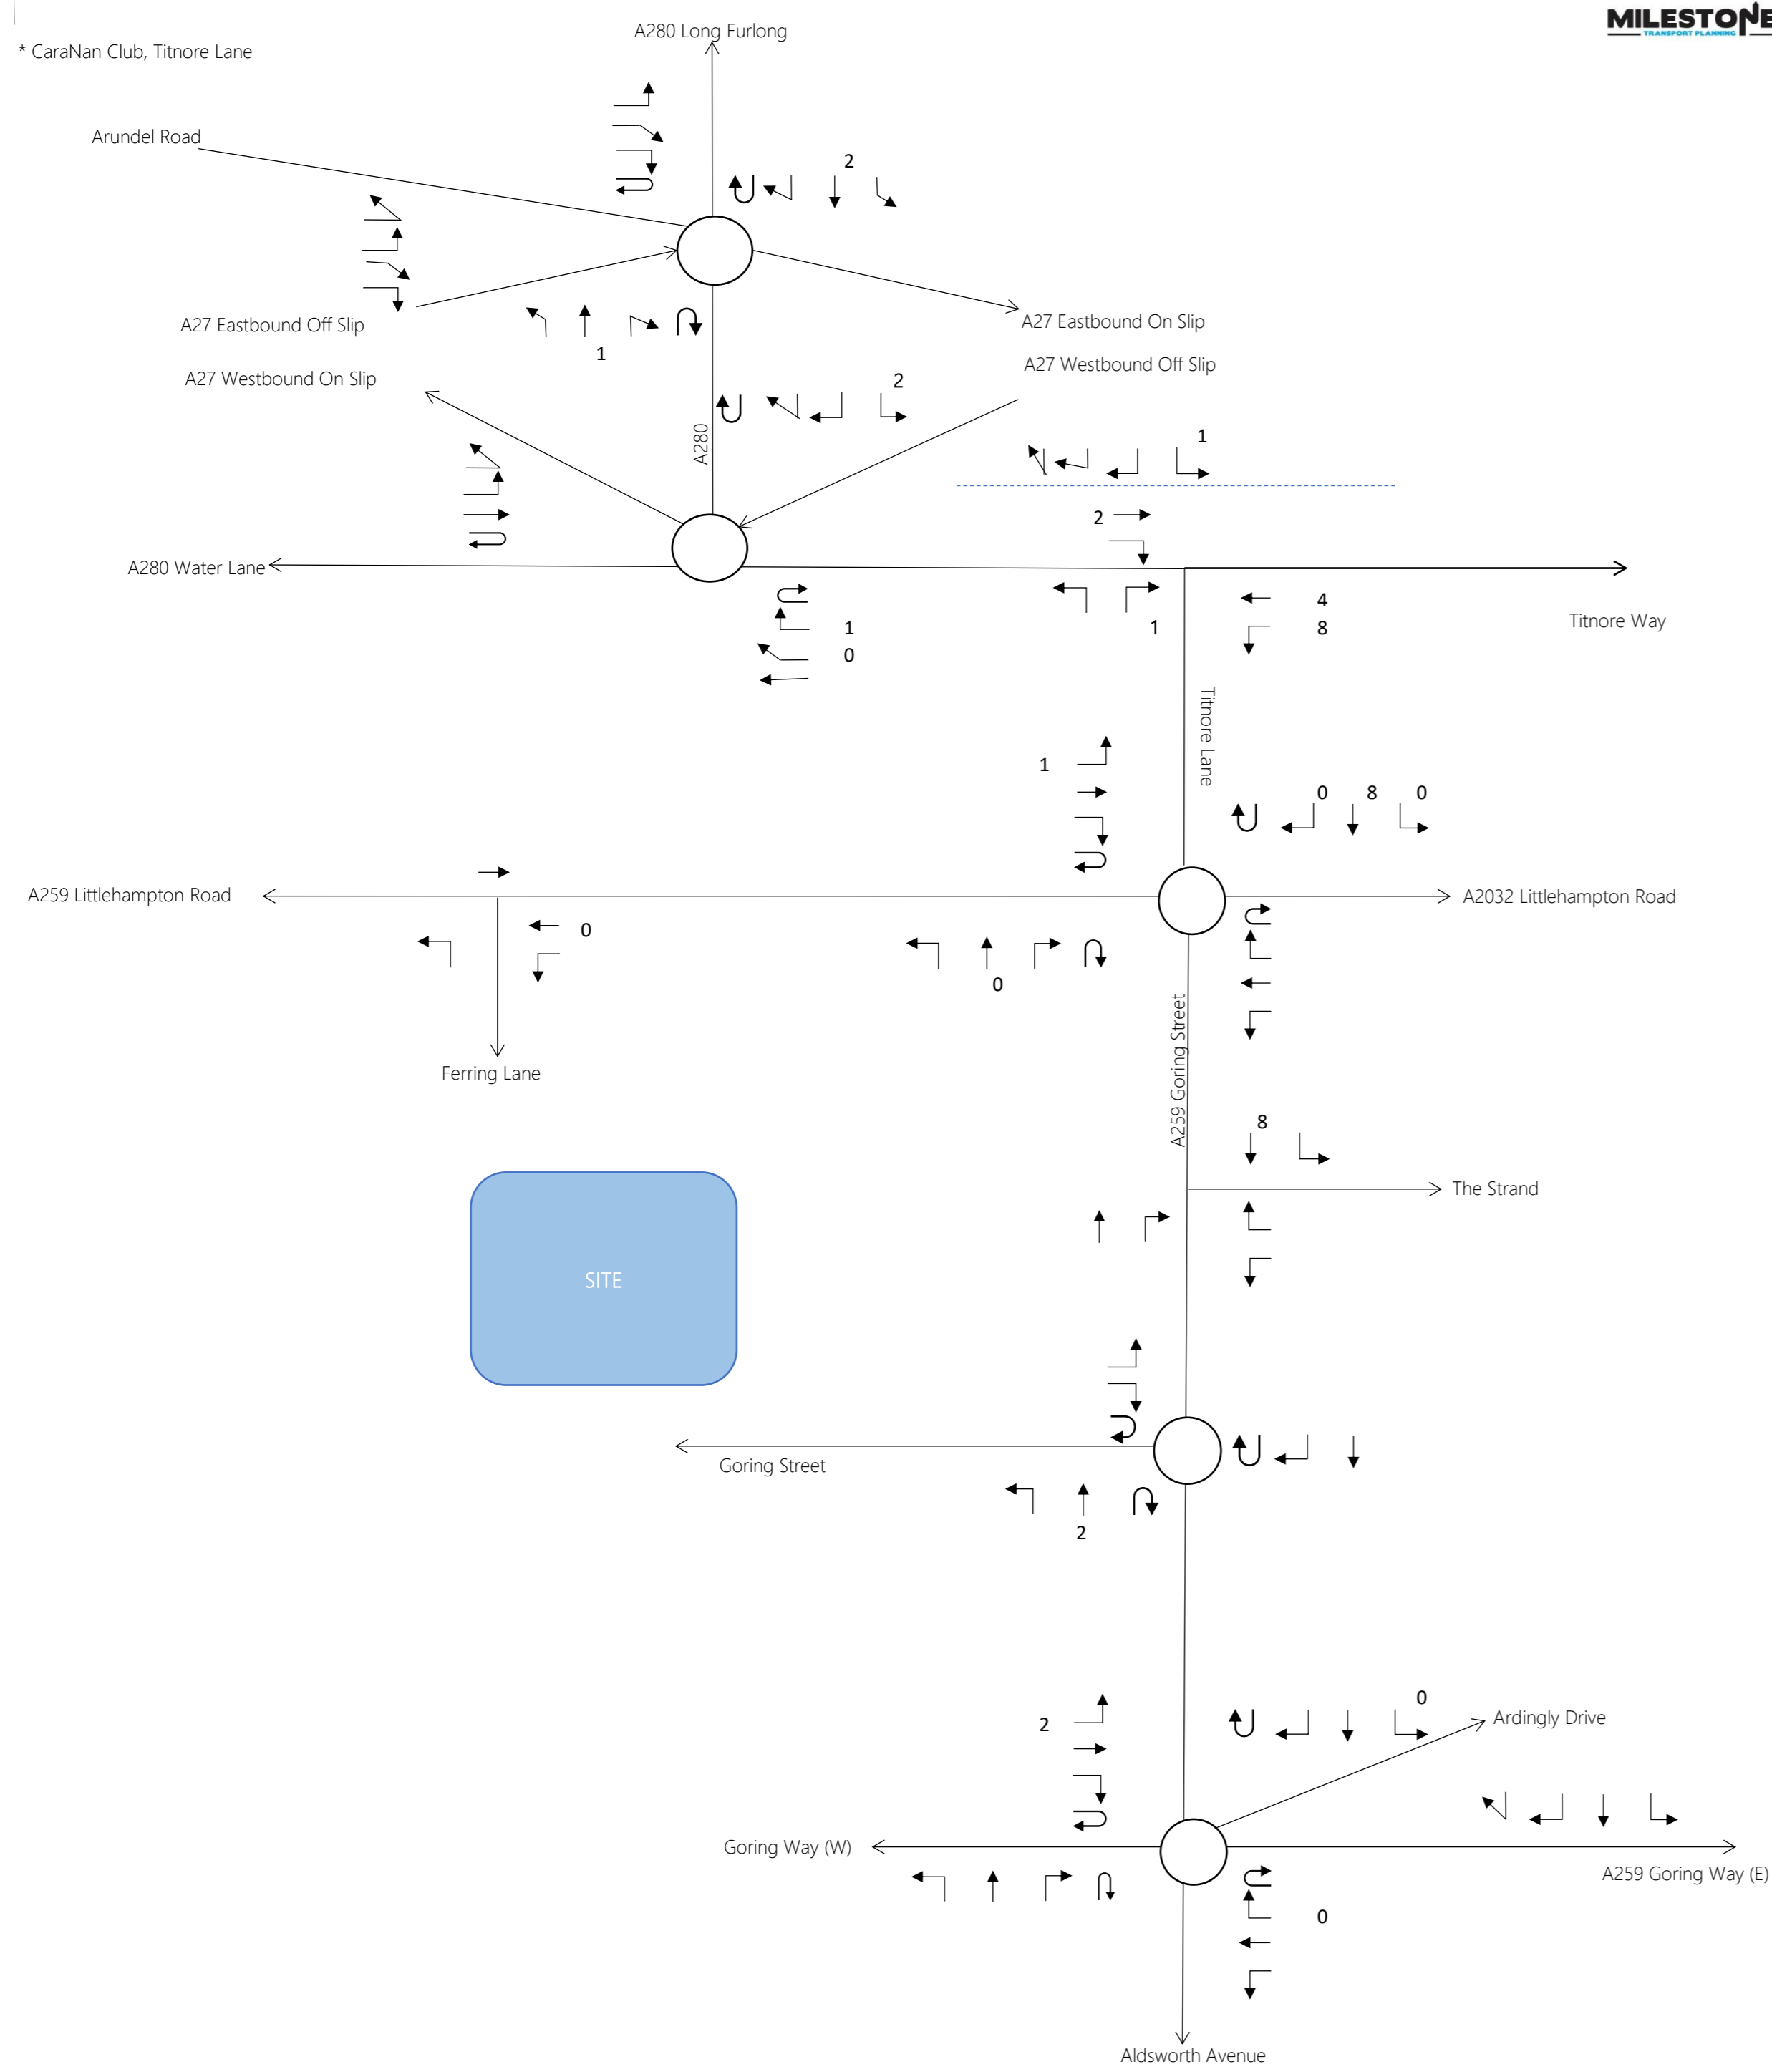 MILESTONE
TRANSPORT PLANNING
A280 Long Furlong
* CaraNan Club, Titnore Lane
Arundel Road
2
A27 Eastbound Off Slip
A27 Eastbound On Slip
1
A27 Westbound Off Slip
A27 Westbound On Slip
2
A280
1
2
A280 Water Lane
4
1
8
Titnore Way
1
0
Titnore Lane
1
0 8 0
A259 Littlehampton Road
A2032 Littlehampton Road
0
0
A259 Goring Street
Ferring Lane
8
The Strand
SITE
Goring Street
2
0
2
Ardingly Drive
Goring Way (W)
A259 Goring Way (E)
0
Aldsworth Avenue